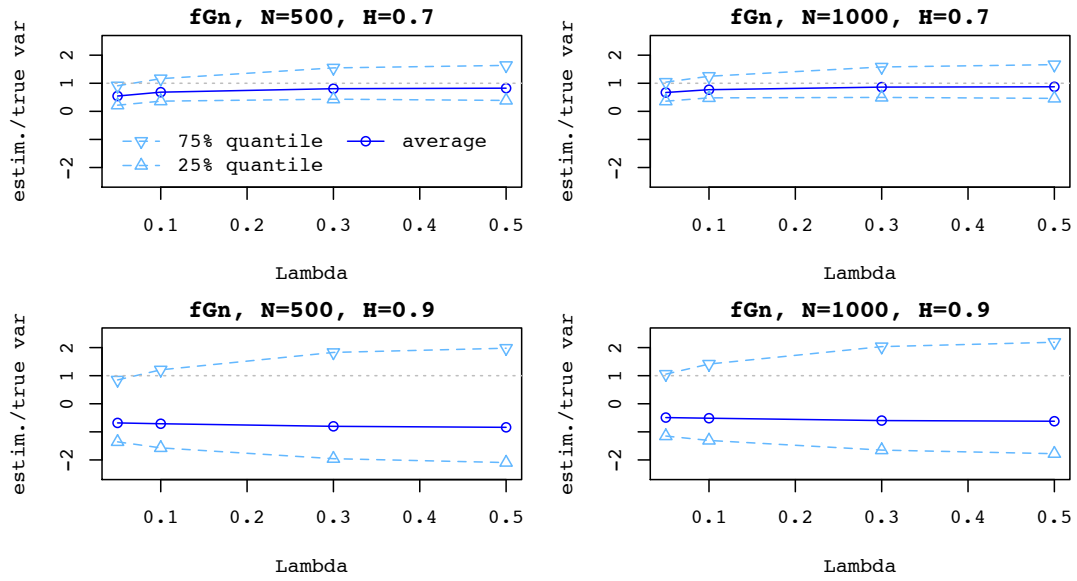 fGn, N=500, H=0.7
estim./true var
2
1
0
-2
75% quantile
average
25% quantile
0.1 0.2 0.3 0.4 0.5
Lambda
fGn, N=1000, H=0.7
estim./true var
2
1
0
-2
0.1 0.2 0.3 0.4 0.5
Lambda
fGn, N=500, H=0.9
estim./true var
2
1
0
-2
0.1 0.2 0.3 0.4 0.5
Lambda
fGn, N=1000, H=0.9
estim./true var
2
1
0
-2
0.1 0.2 0.3 0.4 0.5
Lambda